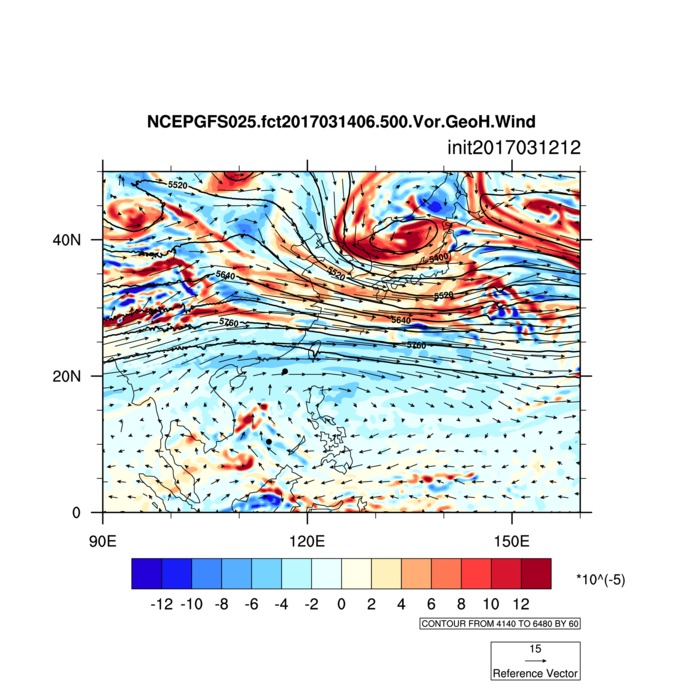 NCEPGFS025.fct2017031406.500.Vor.GeoH.Wind
init2017031212
5520
40N
5400
5640
5520
5520
5760
5640
5760
20N
0
90E 120E 150E
*10^(-5)
-12 -10 -8 -6 -4 -2 0 2 4 6 8 10 12
CONTOUR FROM 4140 TO 6480 BY 60
15
Reference Vector